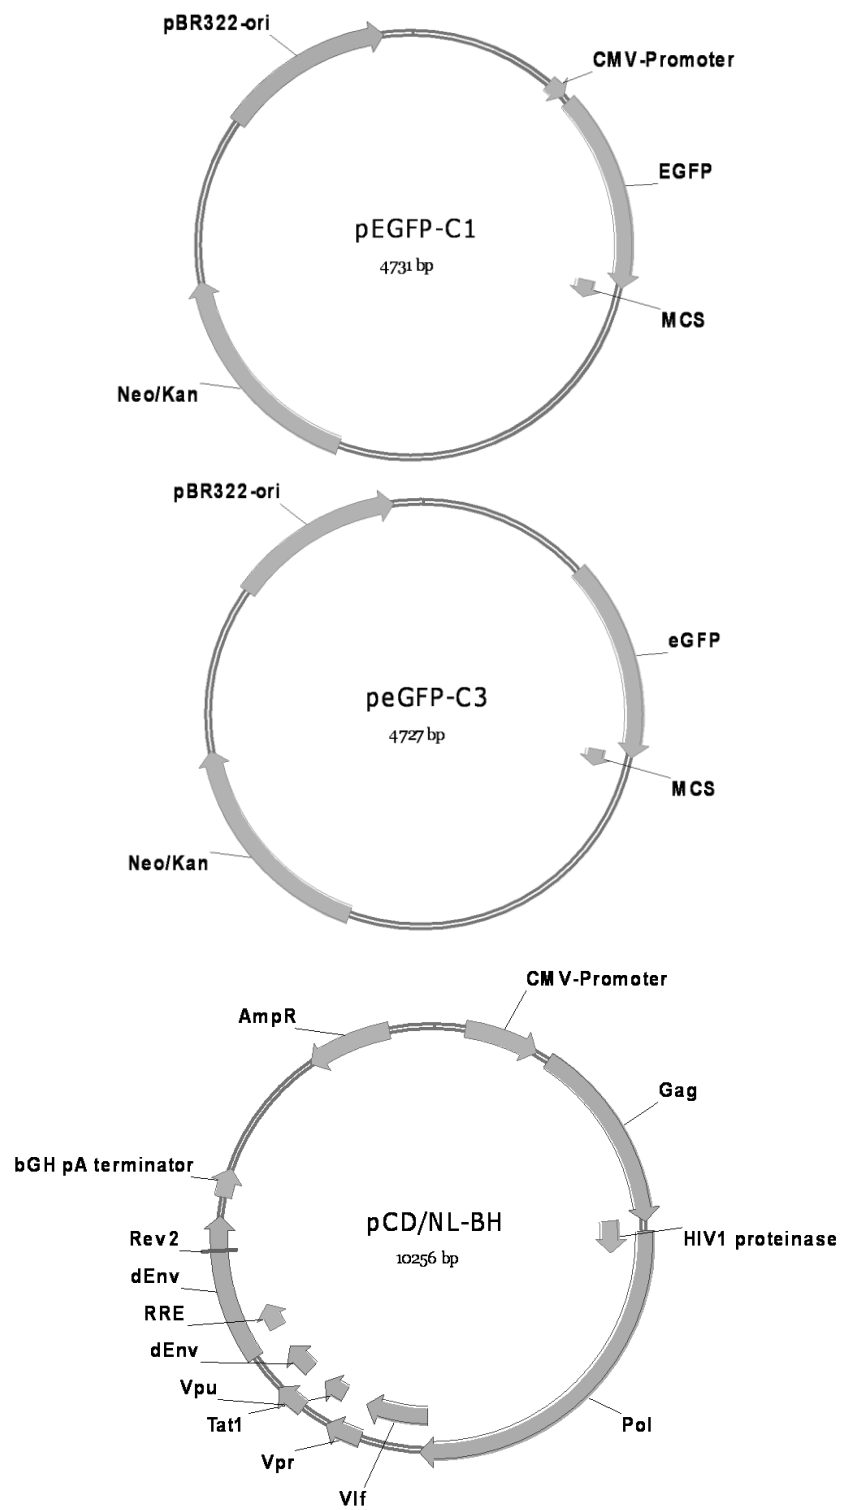 pBR322-ori
CMV-Promoter
EGFP
pEGFP-C1
4731 bp
MCS
Neo/Kan
pBR322-ori
eGFP
peGFP-C3
4727 bp
MCS
Neo/Kan
CMV-Promoter
AmpR
Gag
bGH pA terminator
pCD/NL-BH
10256 bp
Rev2
HIV1 proteinase
dEnv
RRE
dEnv
Vpu
Tat1
Pol
Vpr
VIf